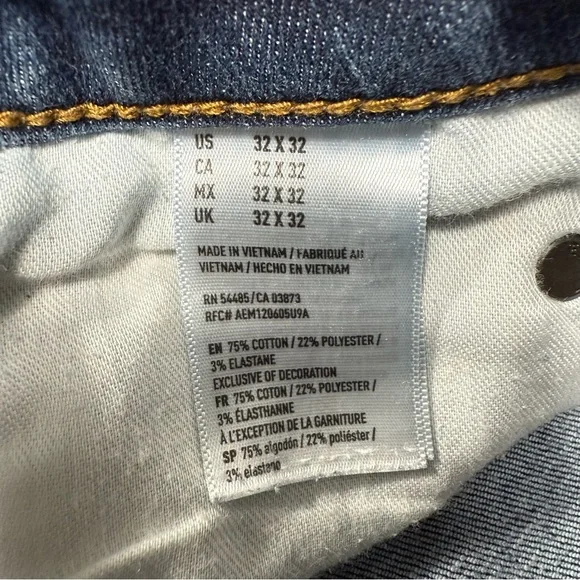 US 32 X 32
CA 32 X 32
MX 32 X 32
UK 32 X 32
MADE IN VIETNAM / FABRIQUÉ AU
VIETNAM / HECHO EN VIETNAM
RN 54485/CA 03873
RFC# AEM120605U9A
EN 75% COTTON / 22% POLYESTER /
3% ELASTANE
EXCLUSIVE OF DECORATION
FR 75% COTON / 22% POLYESTER /
3% ÉLASTHANNE
À L'EXCEPTION DE LA GARNITURE
SP 75% algodón / 22% poliéster /
3% elastano